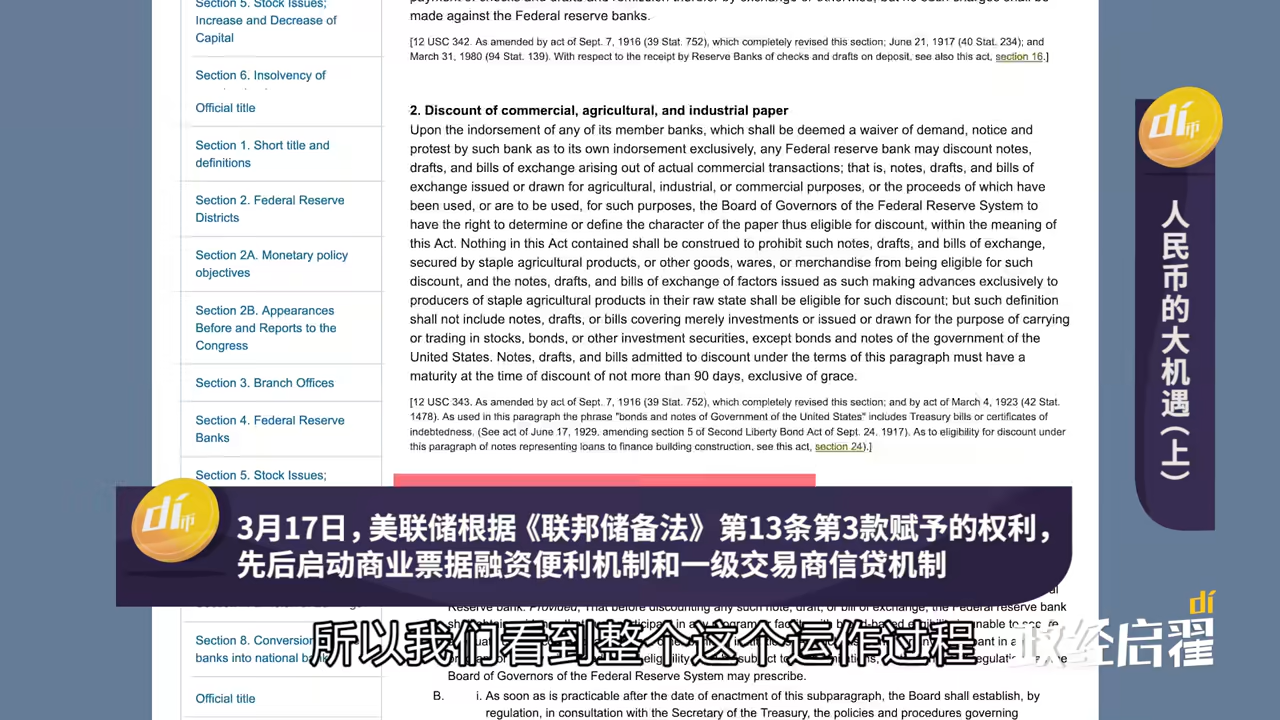 Section 5. Stock Issues;
Increase and Decrease of
Capital
Section 6. Insolvency of
Official title
Section 1. Short title and
definitions
Section 2. Federal Reserve
Districts
Section 2A. Monetary policy
objectives
Section 2B. Appearances
Before and Reports to the
Congress
Section 3. Branch Offices
Section 4. Federal Reserve
Banks
Section 5. Stock Issues;
Section 8. Conversion
banks into national bank
Official title
made against the Federal reserve banks.
[12 USC 342. As amended by act of Sept. 7, 1916 (39 Stat. 752), which completely revised this section; June 21, 1917 (40 Stat. 234); and
March 31, 1980 (94 Stat. 139). With respect to the receipt by Reserve Banks of checks and drafts on deposit, see also this act, section 16.]
2. Discount of commercial, agricultural, and industrial paper
Upon the indorsement of any of its member banks, which shall be deemed a waiver of demand, notice and
protest by such bank as to its own indorsement exclusively, any Federal reserve bank may discount notes,
drafts, and bills of exchange arising out of actual commercial transactions; that is, notes, drafts, and bills of
exchange issued or drawn for agricultural, industrial, or commercial purposes, or the proceeds of which have
been used, or are to be used, for such purposes, the Board of Governors of the Federal Reserve System to
have the right to determine or define the character of the paper thus eligible for discount, within the meaning of
this Act. Nothing in this Act contained shall be construed to prohibit such notes, drafts, and bills of exchange,
secured by staple agricultural products, or other goods, wares, or merchandise from being eligible for such
discount, and the notes, drafts, and bills of exchange of factors issued as such making advances exclusively to
producers of staple agricultural products in their raw state shall be eligible for such discount; but such definition
shall not include notes, drafts, or bills covering merely investments or issued or drawn for the purpose of carrying
or trading in stocks, bonds, or other investment securities, except bonds and notes of the government of the
United States. Notes, drafts, and bills admitted to discount under the terms of this paragraph must have a
maturity at the time of discount of not more than 90 days, exclusive of grace.
[12 USC 343. As amended by act of Sept. 7, 1916 (39 Stat. 752), which completely revised this section; and by act of March 4, 1923 (42 Stat.
1478). As used in this paragraph the phrase "bonds and notes of Government of the United States" includes Treasury bills or certificates of
indebtedness. (See act of June 17, 1929, amending section 5 of Second Liberty Bond Act of Sept. 24, 1917). As to eligibility for discount under
this paragraph of notes representing loans to finance building construction, see this act, section 24).]
dí币
3月17日，美联储根据《联邦储备法》第13条第3款赋予的权利，
先后启动商业票据融资便利机制和一级交易商信贷机制
Reserve bank. Provided, That before discounting any such note, draft, or bill of exchange, the Federal reserve bank
所以我们看到整个这个运作过程
Board of Governors of the Federal Reserve System may prescribe.
B. i. As soon as is practicable after the date of enactment of this subparagraph, the Board shall establish, by
regulation, in consultation with the Secretary of the Treasury, the policies and procedures governing
dí币
人民币的大机遇（上）
dí
政经启翟